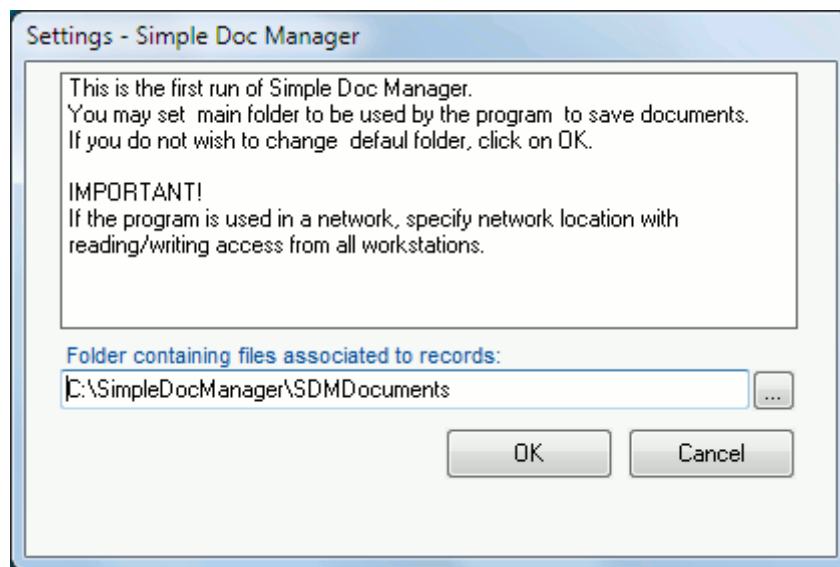 Settings - Simple Doc Manager
This is the first run of Simple Doc Manager.
You may set  main folder to be used by the program  to save documents.
If you do not wish to change  defaul folder, click on OK.
IMPORTANT!
If the program is used in a network, specify network location with
reading/writing access from all workstations.
Folder containing files associated to records:
C:\SimpleDocManager\SDMDocuments
...
OK
Cancel